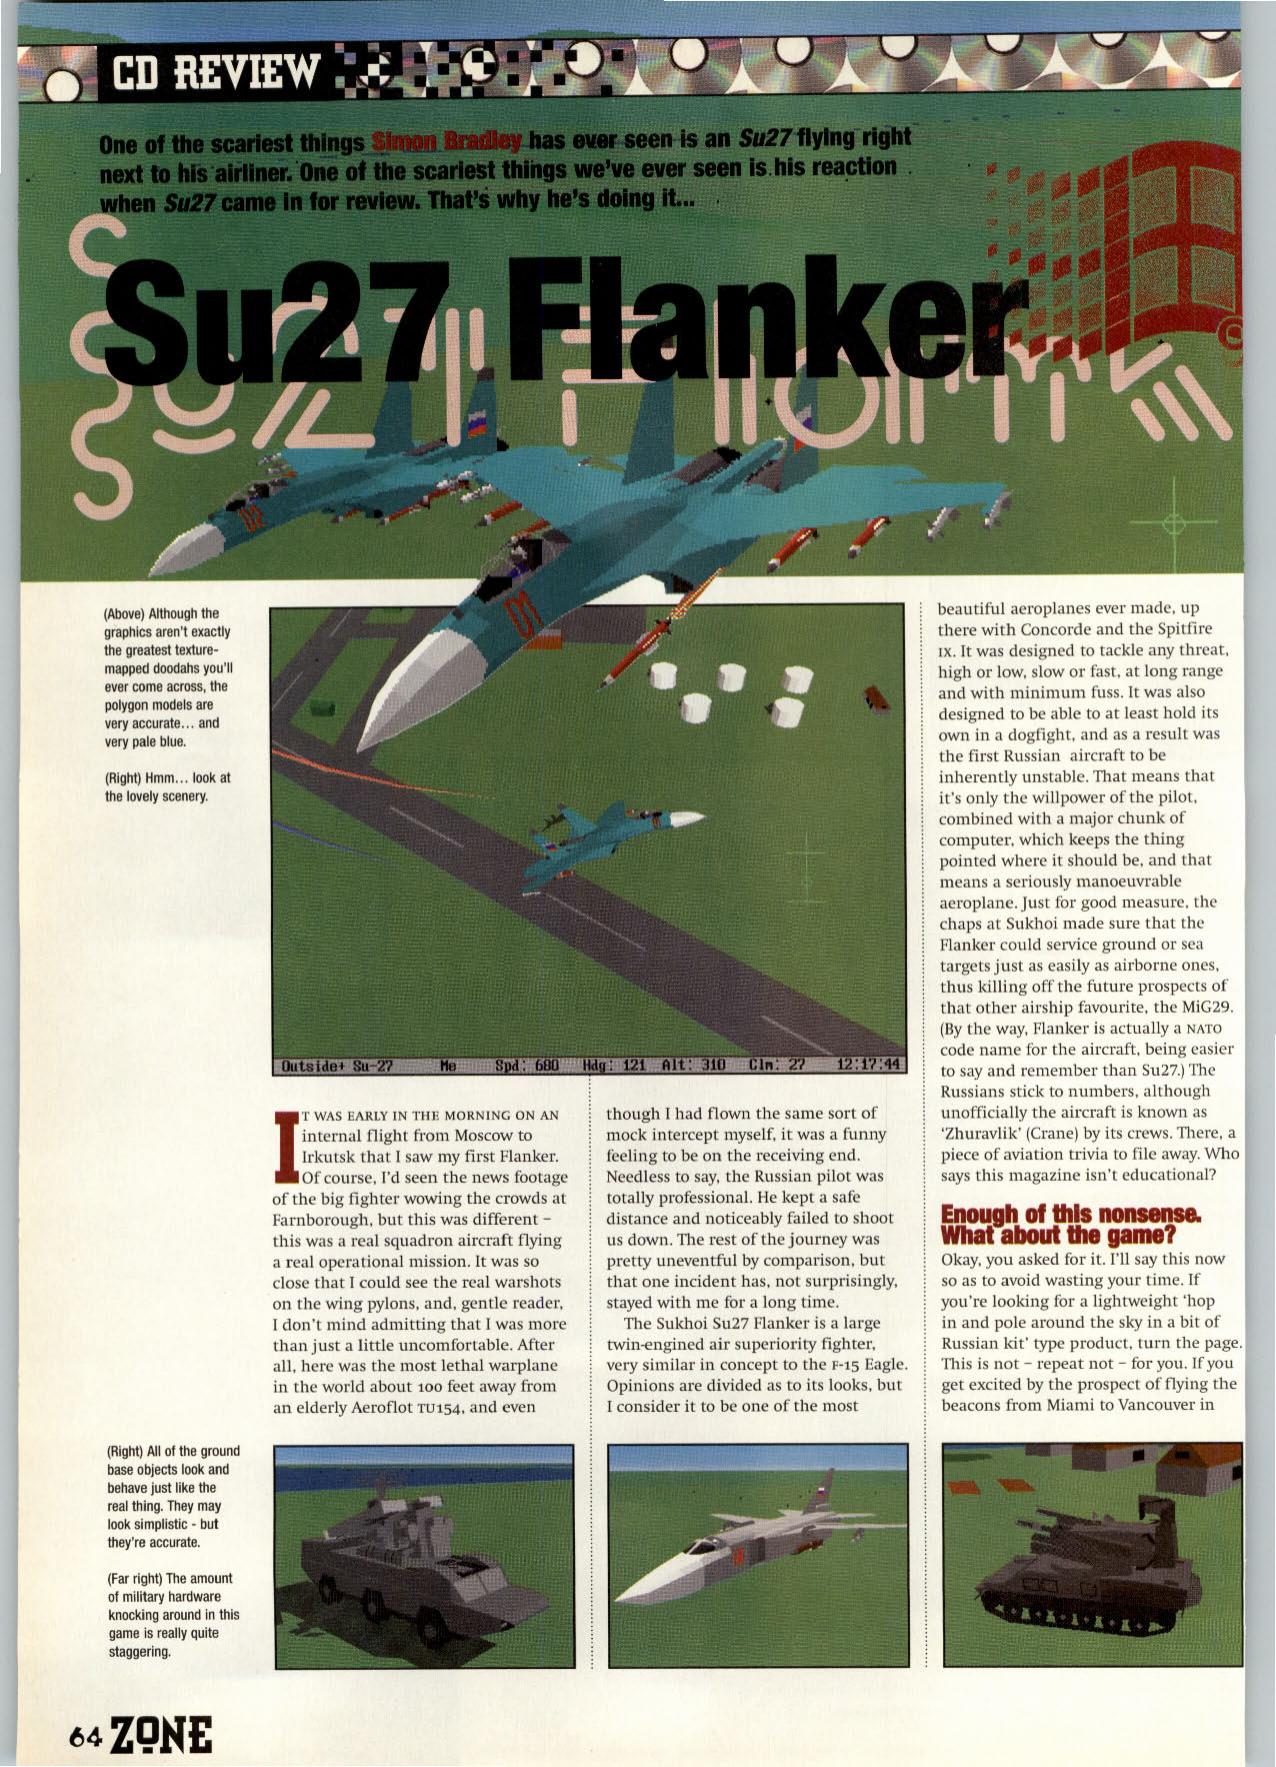 CD REVIEW
One of the scariest things Simon Bradley has ever seen is an Su27 flying right
next to his airliner. One of the scariest things we've ever seen is his reaction
when Su27 came in for review. That's why he's doing it...
Su27 Flanker
(Above) Although the
graphics aren't exactly
the greatest texture-
mapped doodahs you'll
ever come across, the
polygon models are
very accurate... and
very pale blue.
(Right) Hmm... look at
the lovely scenery.
02
01
Outside+ Su-27 Me Spd: 680 Hdg: 121 Alt: 310 Clm: 27 12:17:44
IT WAS EARLY IN THE MORNING ON AN
internal flight from Moscow to
Irkutsk that I saw my first Flanker.
Of course, I'd seen the news footage
of the big fighter wowing the crowds at
Farnborough, but this was different –
this was a real squadron aircraft flying
a real operational mission. It was so
close that I could see the real warshots
on the wing pylons, and, gentle reader,
I don't mind admitting that I was more
than just a little uncomfortable. After
all, here was the most lethal warplane
in the world about 100 feet away from
an elderly Aeroflot TU154, and even
though I had flown the same sort of
mock intercept myself, it was a funny
feeling to be on the receiving end.
Needless to say, the Russian pilot was
totally professional. He kept a safe
distance and noticeably failed to shoot
us down. The rest of the journey was
pretty uneventful by comparison, but
that one incident has, not surprisingly,
stayed with me for a long time.
The Sukhoi Su27 Flanker is a large
twin-engined air superiority fighter,
very similar in concept to the F-15 Eagle.
Opinions are divided as to its looks, but
I consider it to be one of the most
beautiful aeroplanes ever made, up
there with Concorde and the Spitfire
IX. It was designed to tackle any threat,
high or low, slow or fast, at long range
and with minimum fuss. It was also
designed to be able to at least hold its
own in a dogfight, and as a result was
the first Russian aircraft to be
inherently unstable. That means that
it's only the willpower of the pilot,
combined with a major chunk of
computer, which keeps the thing
pointed where it should be, and that
means a seriously manoeuvrable
aeroplane. Just for good measure, the
chaps at Sukhoi made sure that the
Flanker could service ground or sea
targets just as easily as airborne ones,
thus killing off the future prospects of
that other airship favourite, the MiG29.
(By the way, Flanker is actually a NATO
code name for the aircraft, being easier
to say and remember than Su27.) The
Russians stick to numbers, although
unofficially the aircraft is known as
'Zhuravlik' (Crane) by its crews. There, a
piece of aviation trivia to file away. Who
says this magazine isn't educational?
Enough of this nonsense.
What about the game?
Okay, you asked for it. I'll say this now
so as to avoid wasting your time. If
you're looking for a lightweight 'hop
in and pole around the sky in a bit of
Russian kit' type product, turn the page.
This is not – repeat not – for you. If you
get excited by the prospect of flying the
beacons from Miami to Vancouver in
(Right) All of the ground
base objects look and
behave just like the
real thing. They may
look simplistic - but
they're accurate.
(Far right) The amount
of military hardware
knocking around in this
game is really quite
staggering.
64 ZONE